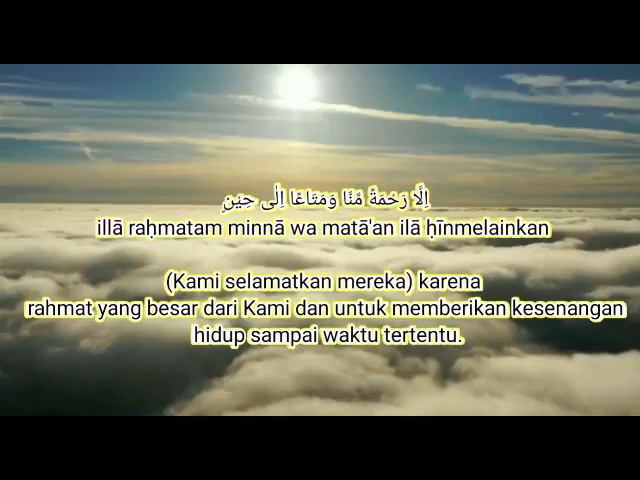 اِلَّا رَحْمَةً مِّنَّا وَمَتَاعًا اِلٰى حِيْنٍ
illā raḥmatam minnā wa matā'an ilā ḥīnmelainkan
(Kami selamatkan mereka) karena
rahmat yang besar dari Kami dan untuk memberikan kesenangan
hidup sampai waktu tertentu.